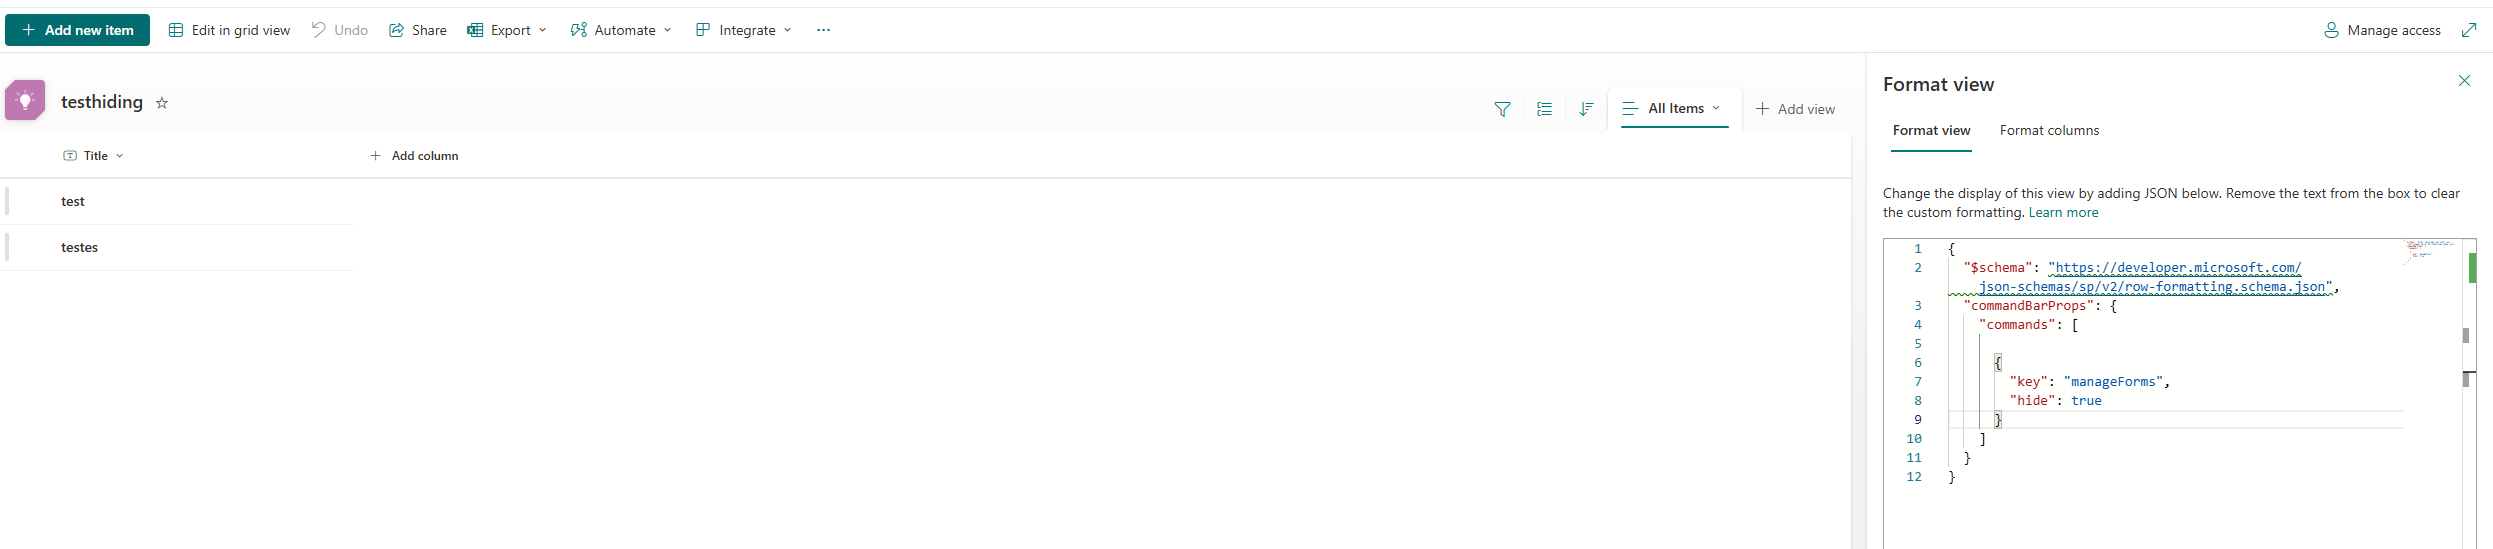 Add new item
Edit in grid view
Undo
Share
Export
Automate
Integrate
...
Manage access
testhiding
All Items
Add view
Title
Add column
test
testes
Format view
Format view
Format columns
Change the display of this view by adding JSON below. Remove the text from the box to clear
the custom formatting. Learn more
1 {
2 "$schema": "https://developer.microsoft.com/
json-schemas/sp/v2/row-formatting.schema.json",
3 "commandBarProps": {
4 "commands": [
5
6 {
7 "key": "manageForms",
8 "hide": true
9 }
10 ]
11 }
12 }